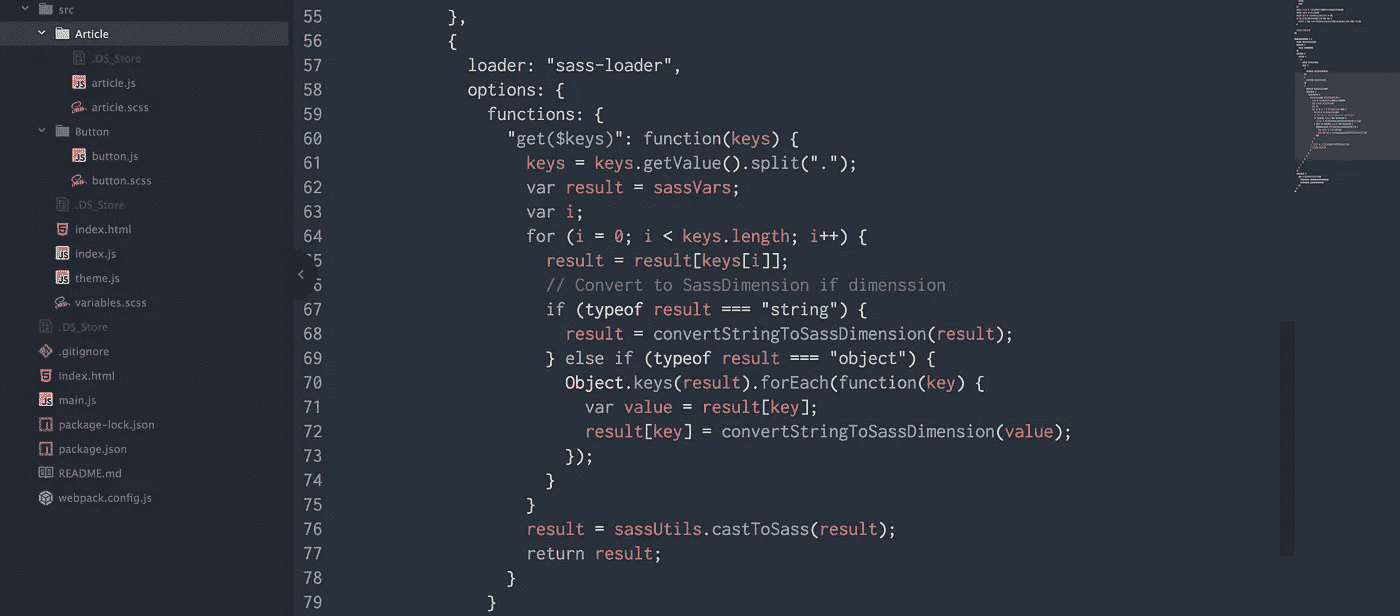 src
Article
.DS_Store
article.js
article.scss
Button
button.js
button.scss
.DS_Store
index.html
index.js
theme.js
variables.scss
.DS_Store
.gitignore
index.html
main.js
package-lock.json
package.json
README.md
webpack.config.js
55 },
56 {
57 loader: "sass-loader",
58 options: {
59 functions: {
60 "get($keys)": function(keys) {
61 keys = keys.getValue().split(".");
62 var result = sassVars;
63 var i;
64 for (i = 0; i < keys.length; i++) {
5 result = result[keys[i]];
6 // Convert to SassDimension if dimenssion
67 if (typeof result === "string") {
68 result = convertStringToSassDimension(result);
69 } else if (typeof result === "object") {
70 Object.keys(result).forEach(function(key) {
71 var value = result[key];
72 result[key] = convertStringToSassDimension(value);
73 });
74 }
75 }
76 result = sassUtils.castToSass(result);
77 return result;
78 }
79 }